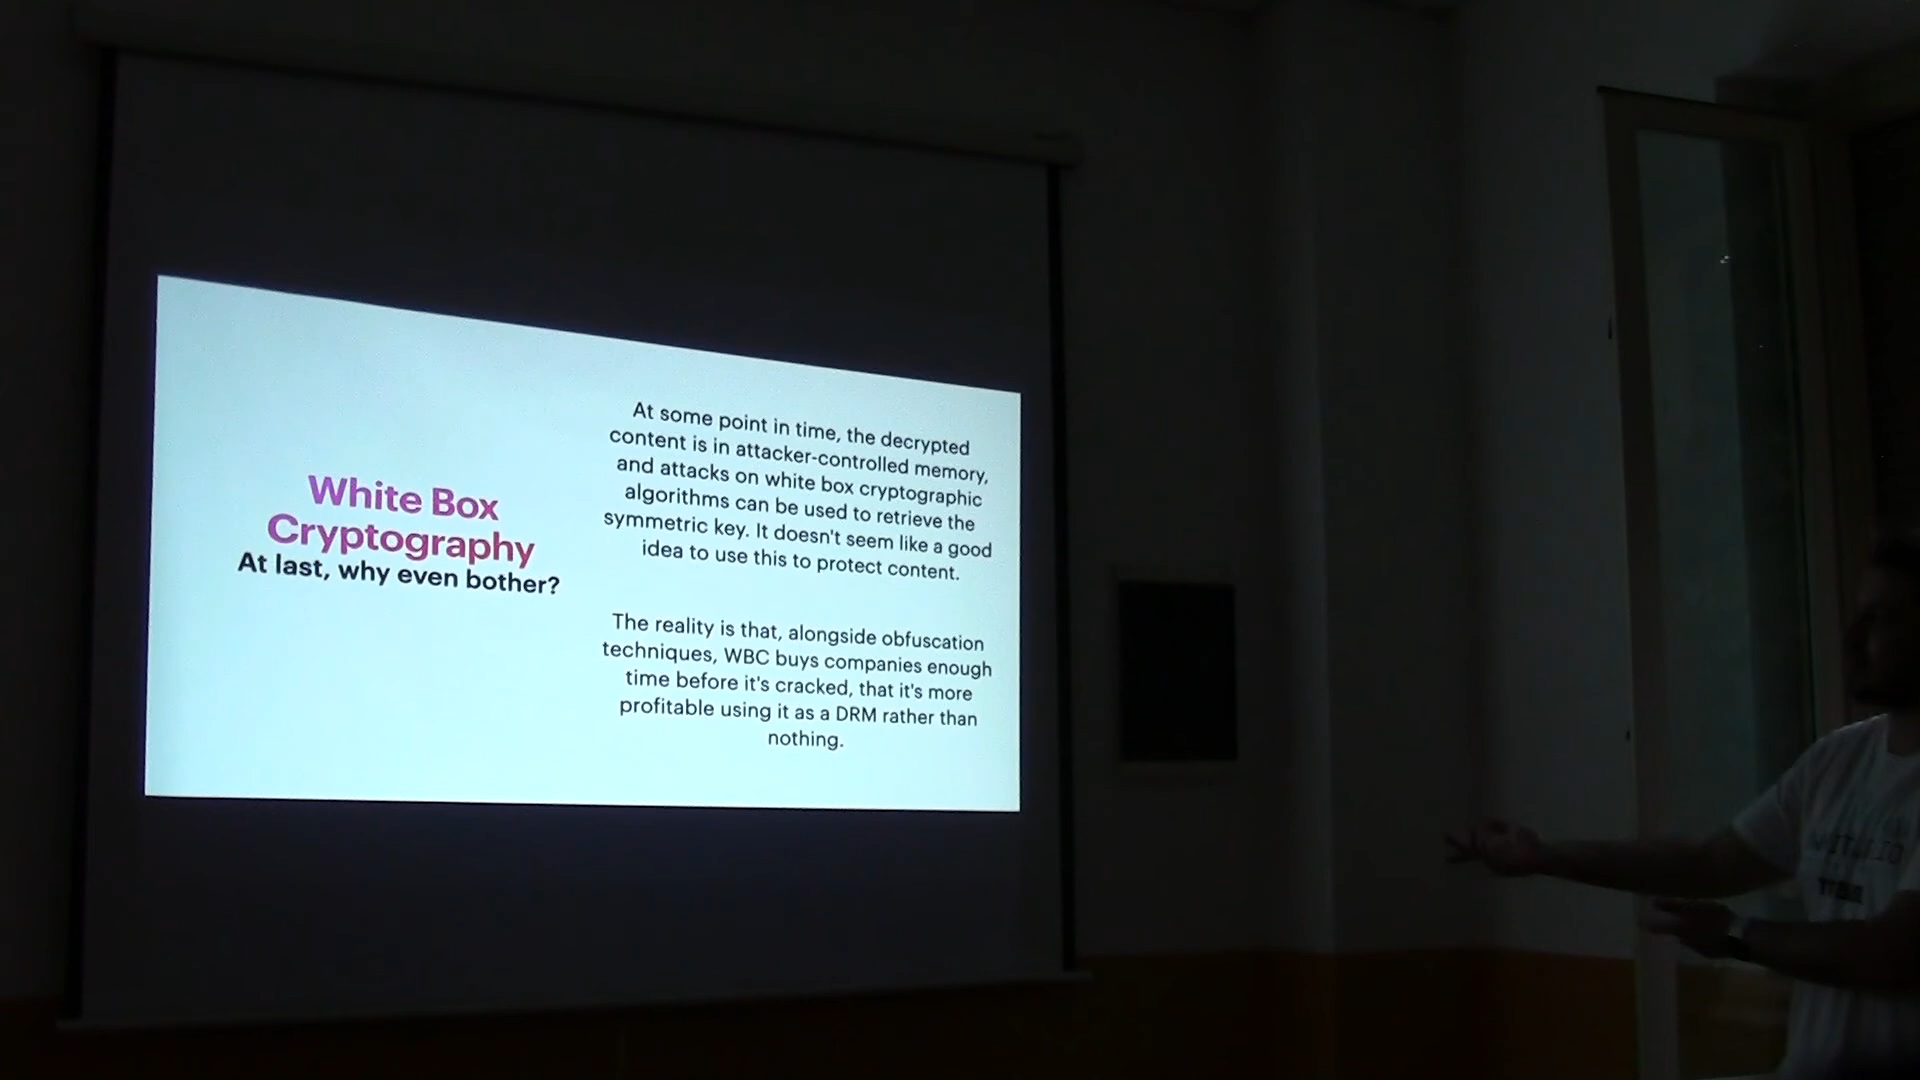 White Box
Cryptography
At last, why even bother?
At some point in time, the decrypted
content is in attacker-controlled memory,
and attacks on white box cryptographic
algorithms can be used to retrieve the
symmetric key. It doesn't seem like a good
idea to use this to protect content.
The reality is that, alongside obfuscation
techniques, WBC buys companies enough
time before it's cracked, that it's more
profitable using it as a DRM rather than
nothing.